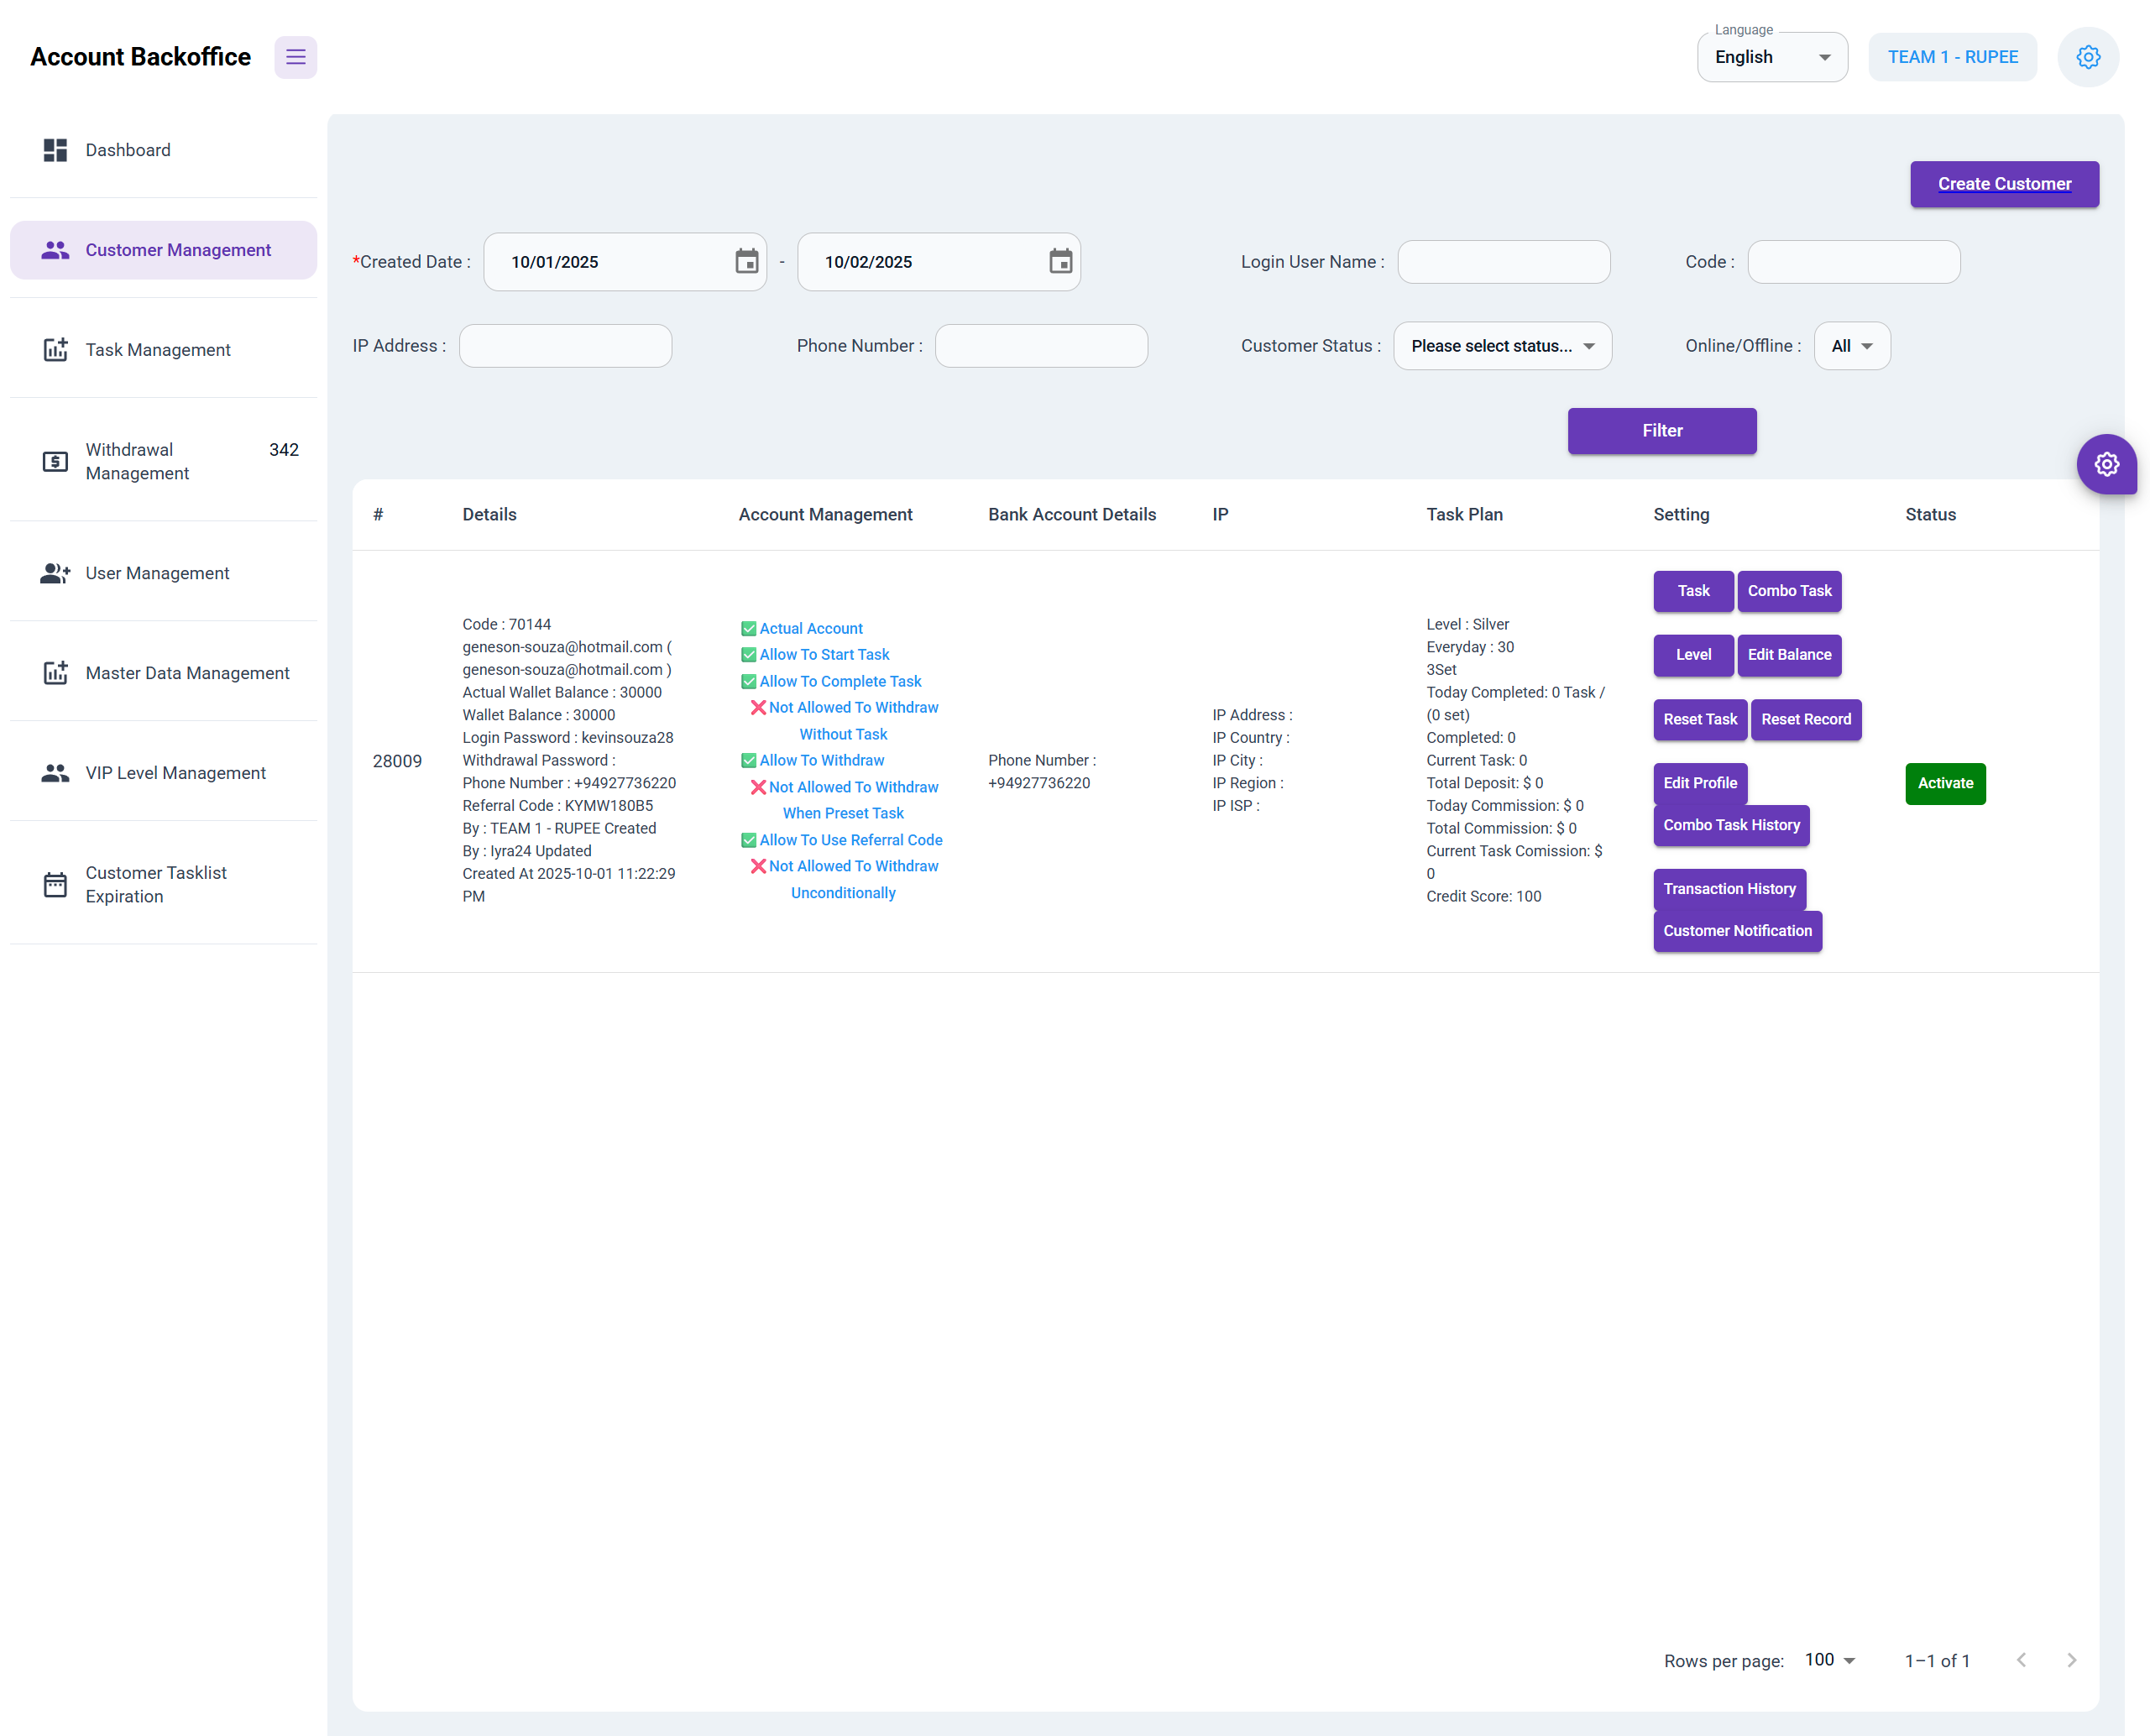 Account Backoffice
Language
English
TEAM 1 - RUPEE
Dashboard
Customer Management
Task Management
Withdrawal
Management
342
User Management
Master Data Management
VIP Level Management
Customer Tasklist
Expiration
Create Customer
*Created Date :
10/01/2025
-
10/02/2025
Login User Name :
Code :
IP Address :
Phone Number :
Customer Status :
Please select status...
Online/Offline :
All
Filter
#
Details
Account Management
Bank Account Details
IP
Task Plan
Setting
Status
28009
Code : 70144
geneson-souza@hotmail.com (
geneson-souza@hotmail.com )
Actual Wallet Balance : 30000
Wallet Balance : 30000
Login Password : kevinsouza28
Withdrawal Password :
Phone Number : +94927736220
Referral Code : KYMW180B5
By : TEAM 1 - RUPEE Created
By : Iyra24 Updated
Created At 2025-10-01 11:22:29
PM
✅ Actual Account
✅ Allow To Start Task
✅ Allow To Complete Task
❌ Not Allowed To Withdraw
Without Task
✅ Allow To Withdraw
❌ Not Allowed To Withdraw
When Preset Task
✅ Allow To Use Referral Code
❌ Not Allowed To Withdraw
Unconditionally
Phone Number :
+94927736220
IP Address :
IP Country :
IP City :
IP Region :
IP ISP :
Level : Silver
Everyday : 30
3Set
Today Completed: 0 Task /
(0 set)
Completed: 0
Current Task: 0
Total Deposit: $ 0
Today Commission: $ 0
Total Commission: $ 0
Current Task Comission: $
0
Credit Score: 100
Task
Combo Task
Level
Edit Balance
Reset Task
Reset Record
Edit Profile
Combo Task History
Transaction History
Customer Notification
Activate
Rows per page:
100
1–1 of 1